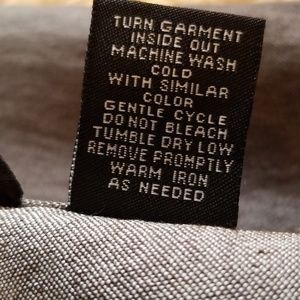 TURN GARMENT
INSIDE OUT
MACHINE WASH
COLD
WITH SIMILAR
COLOR
GENTLE CYCLE
DO NOT BLEACH
TUMBLE DRY LOW
REMOVE PROMPTLY
WARM IRON
AS NEEDED